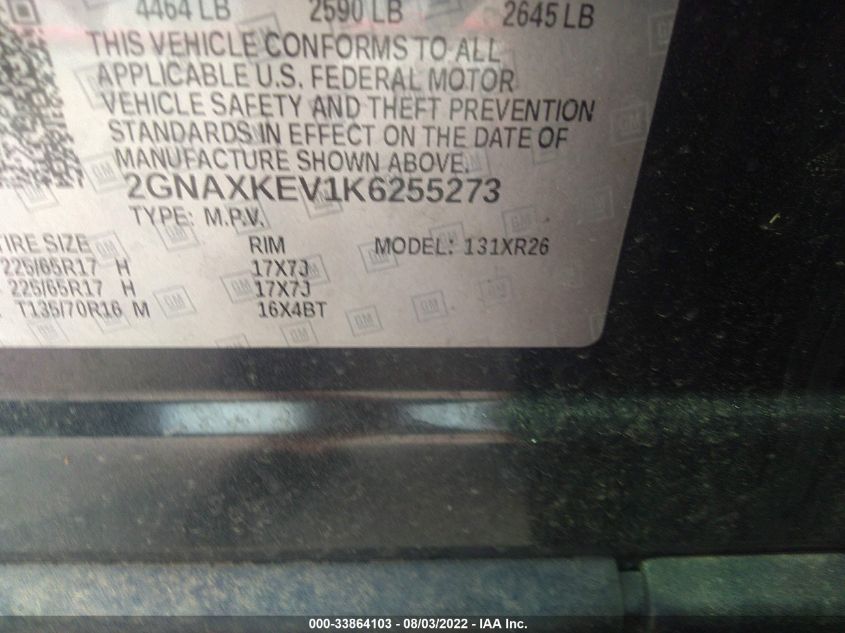 4464 LB 2590 LB 2645 LB
THIS VEHICLE CONFORMS TO ALL
APPLICABLE U.S. FEDERAL MOTOR
VEHICLE SAFETY AND THEFT PREVENTION
STANDARDS IN EFFECT ON THE DATE OF
MANUFACTURE SHOWN ABOVE.
2GNAXKEV1K6255273
TYPE: M.P.V.
TIRE SIZE RIM MODEL: 131XR26
225/65R17 H 17X7J
225/65R17 H 17X7J
T135/70R16 M 16X4BT
000-33864103 - 08/03/2022 - IAA Inc.